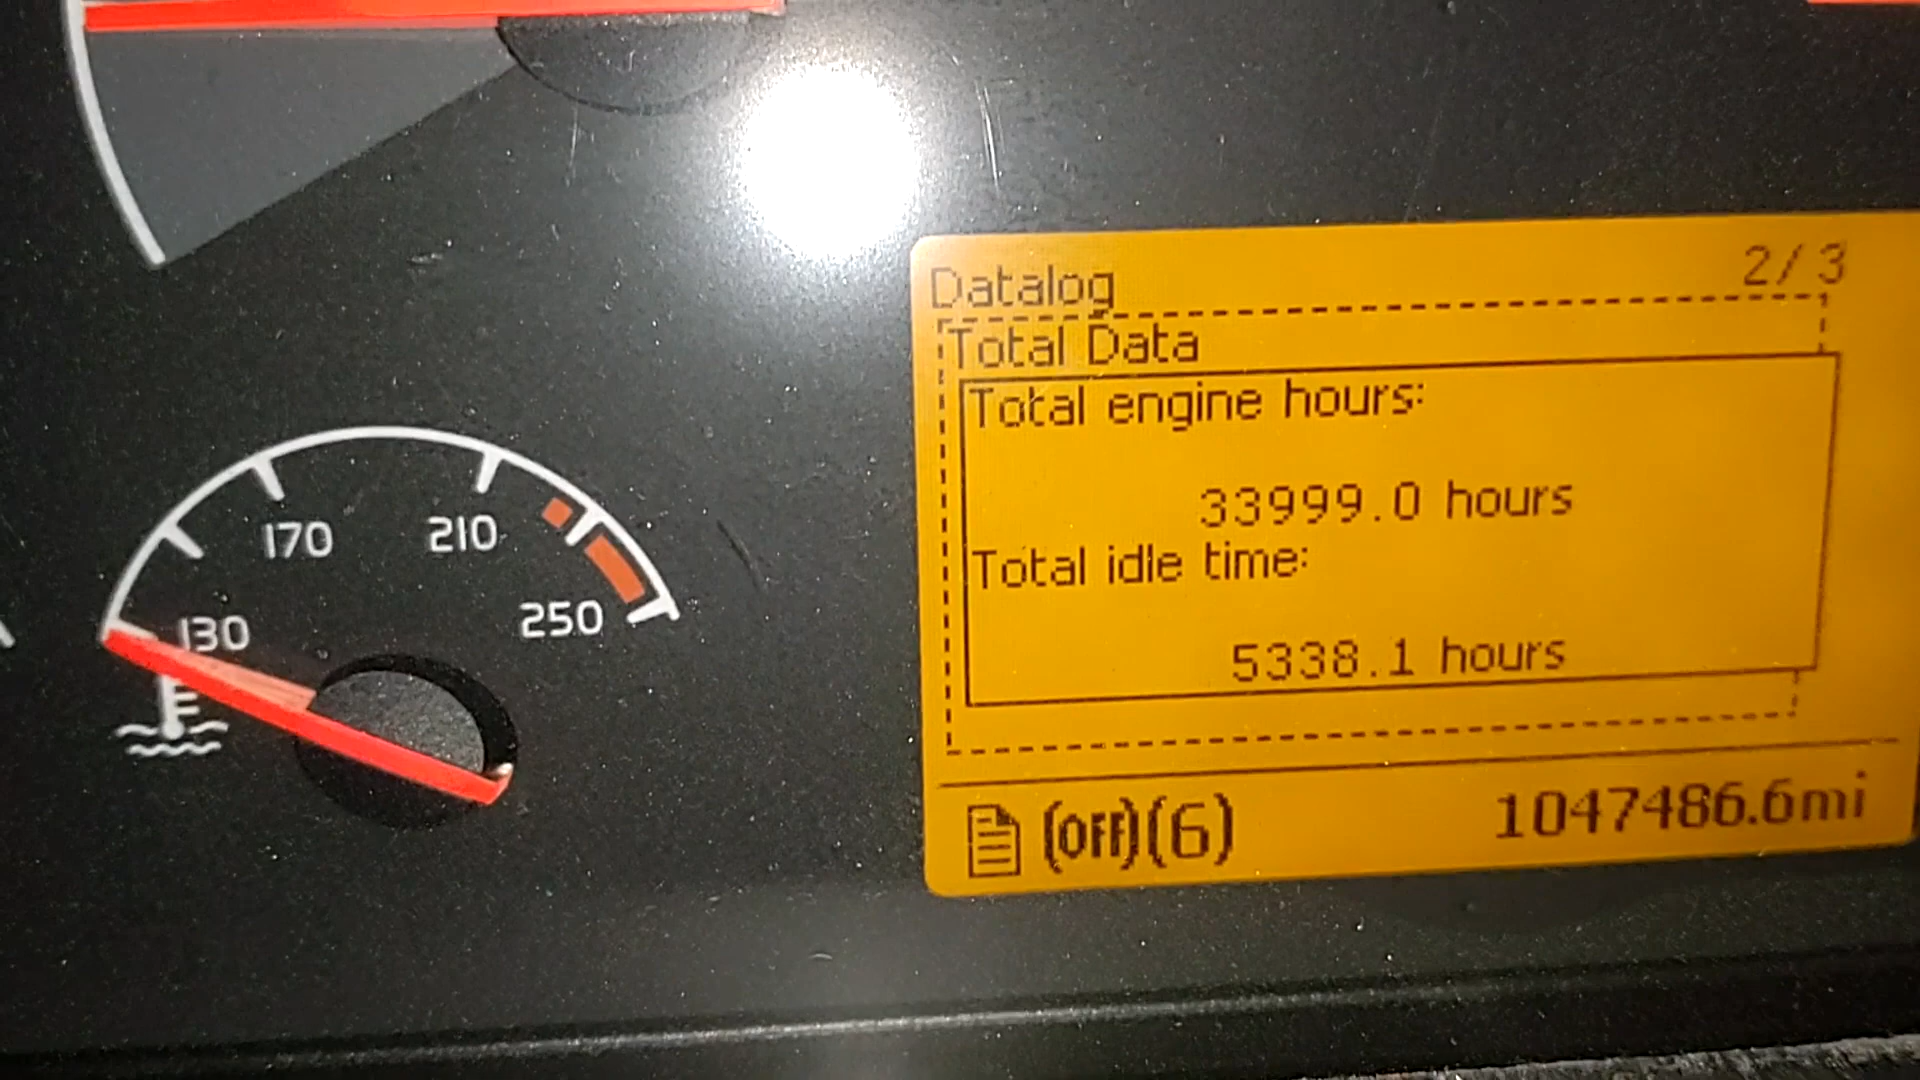 Datalog 2/3
Total Data
Total engine hours:
33999.0 hours
Total idle time:
5338.1 hours
(OFF)(6) 1047486.6mi
130 170 210 250